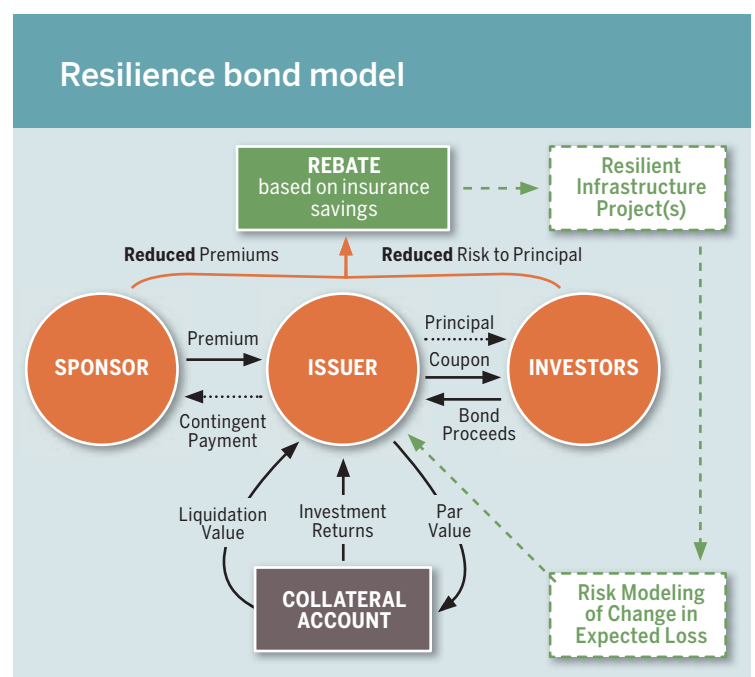 Resilience bond model
REBATE
based on insurance
savings
Resilient
Infrastructure
Project(s)
Reduced Premiums
Reduced Risk to Principal
SPONSOR
Premium
Contingent
Payment
ISSUER
Principal
Coupon
Bond
Proceeds
INVESTORS
Liquidation
Value
Investment
Returns
Par
Value
COLLATERAL
ACCOUNT
Risk Modeling
of Change in
Expected Loss